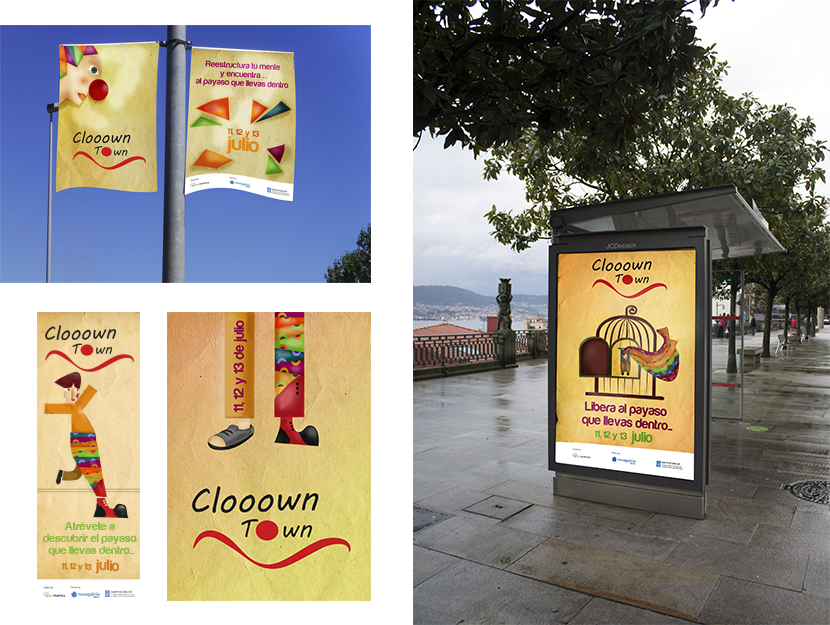 Clooown
Town
Reestructura tu mente
y encuentra...
al payaso que llevas dentro
11, 12 y 13
julio
Clooown
Town
Atrévete a
descubrir el payaso
que llevas dentro...
11, 12 y 13 julio
novagalicia
11, 12 y 13 de julio
Clooown
Town
JCDecaux
Clooown
Town
Libera al payaso
que llevas dentro...
11, 12 y 13 julio
novagalicia